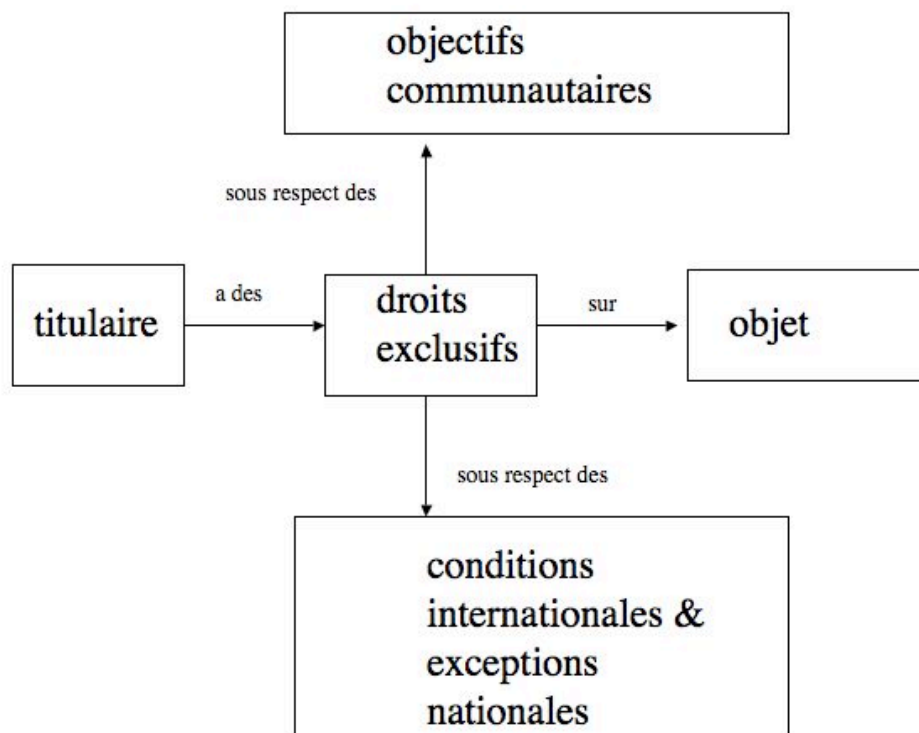 objectifs
communautaires
sous respect des
titulaire
a des
droits
exclusifs
sur
objet
sous respect des
conditions
internationales &
exceptions
nationales